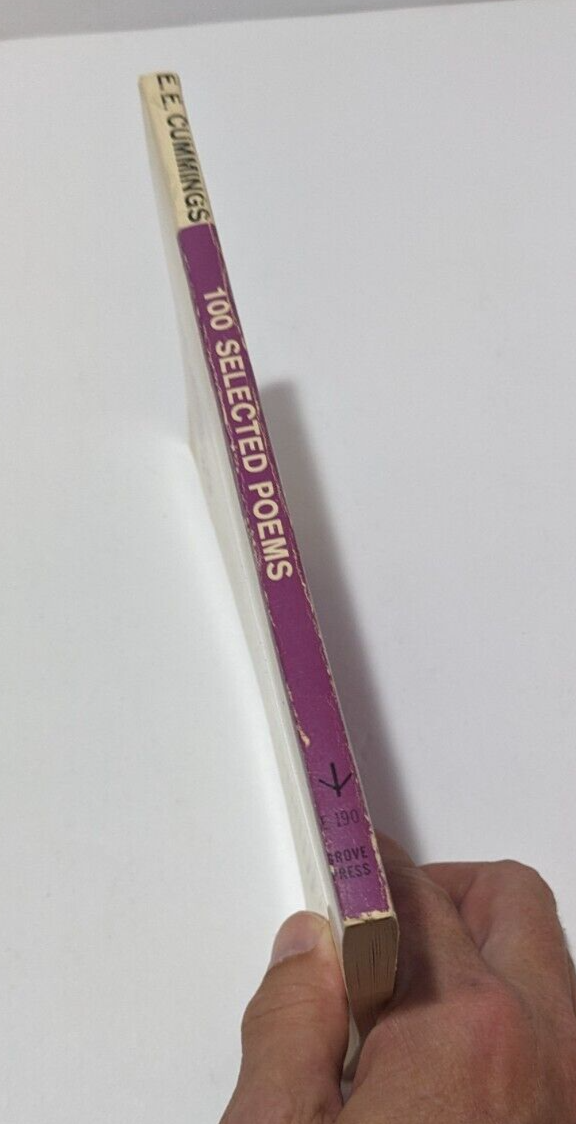 E. E. CUMMINGS
100 SELECTED POEMS
E 190
GROVE
PRESS